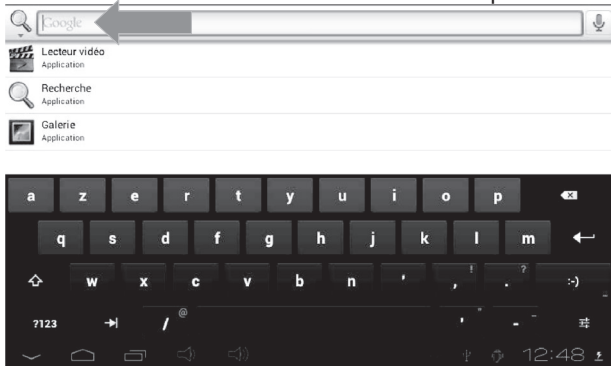 Google
Lecteur vidéo
Application
Recherche
Application
Galerie
Application
a z e r t y u i o p
q s d f g h j k l m
w x c v b n ' , ! . ? :-)
?123 / @ ' " - _
12:48